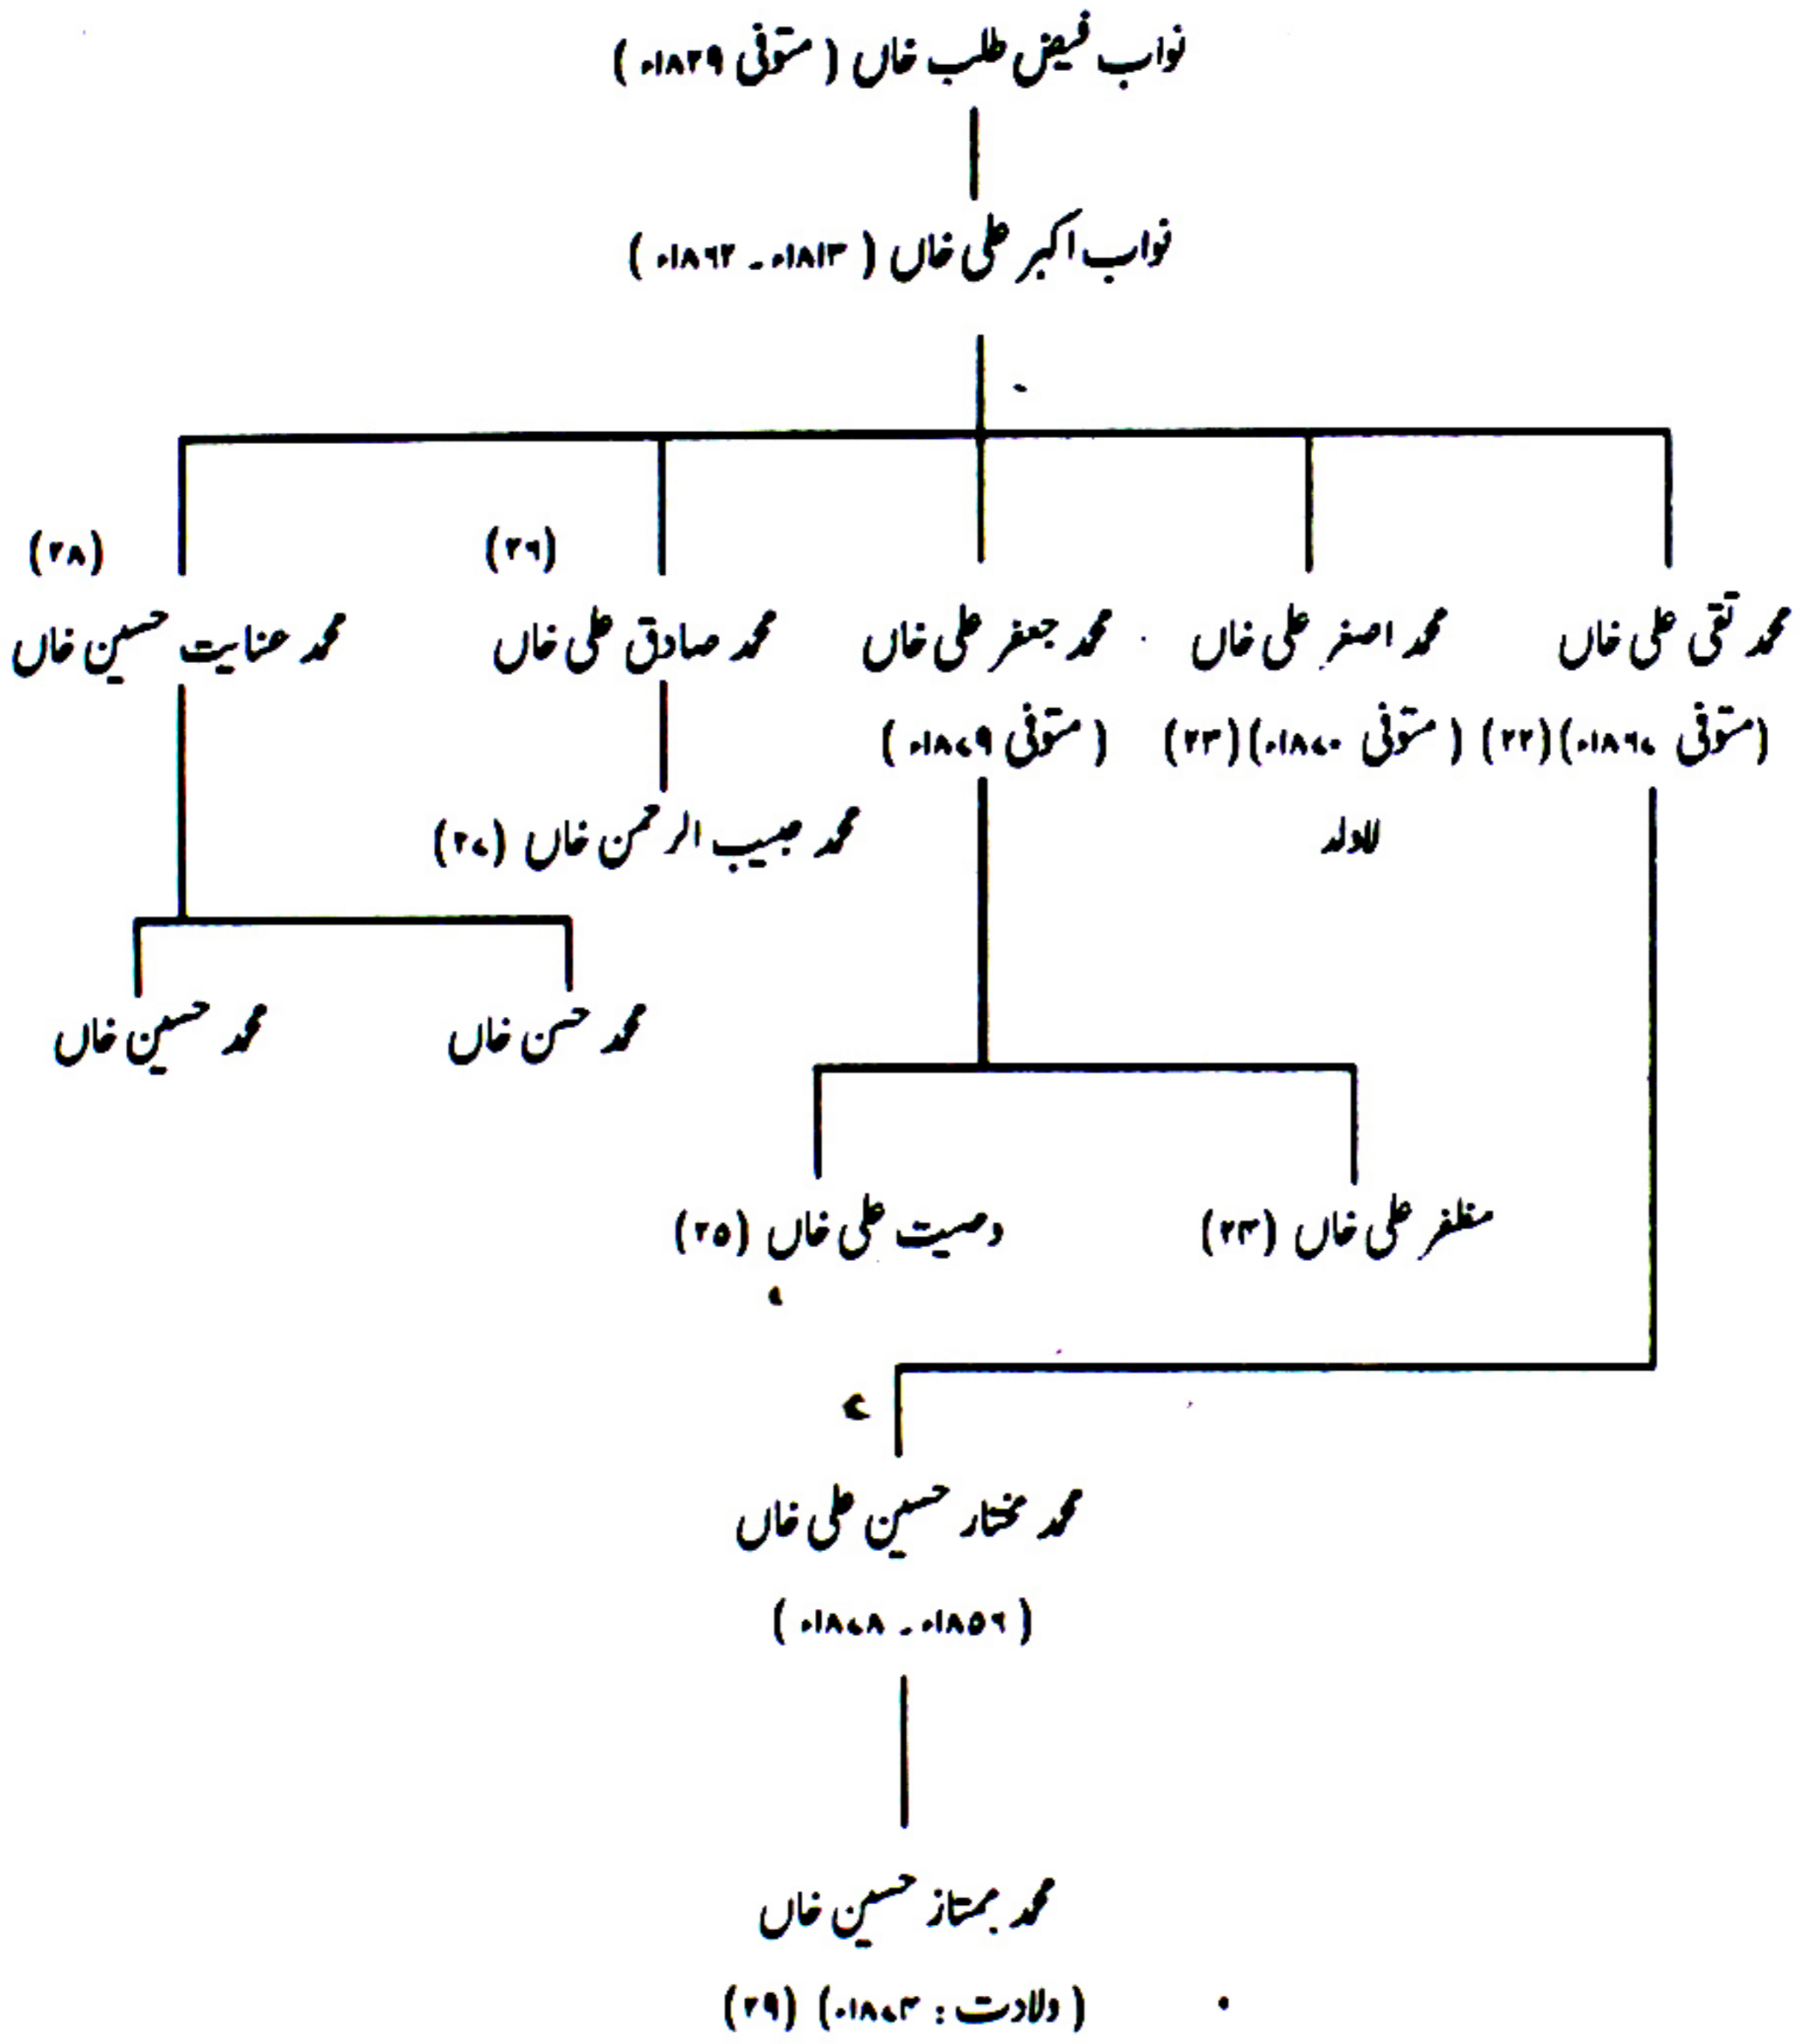 نواب فیض طلب خاں ( متوفی ۱۸۲۹ء )
نواب اکبر علی خاں ( ۱۸۱۳ء ۔ ۱۸۶۲ء )
(۲۶) (۲۸)
محمد تقی علی خاں محمد اصغر علی خاں محمد جعفر علی خاں محمد صادق علی خاں محمد عنایت حسین خاں
(متوفی ۱۸۶۷ء)(۲۲) ( متوفی ۱۸۷۰ء)(۲۳) ( متوفی ۱۸۷۹ء )
لاولد محمد حبیب الرحمن خاں (۲۷)
محمد حسن خاں محمد حسین خاں
مظفر علی خاں (۲۴) وصیت علی خاں (۲۵)
محمد مختار حسین علی خاں
( ۱۸۵۶ء ۔ ۱۸۷۸ء )
محمد ممتاز حسین خاں
( ولادت : ۱۸۷۳ء) (۲۹)